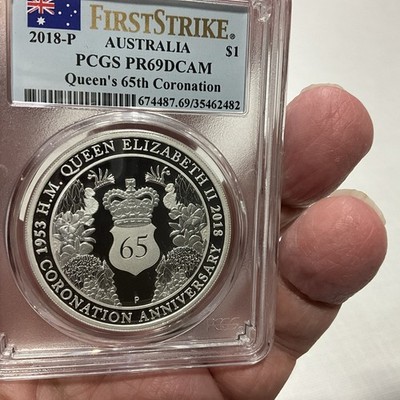 FIRSTSTRIKE®
2018-P AUSTRALIA $1
PCGS PR69DCAM
Queen's 65th Coronation
674487.69/35462482
1953 H.M. QUEEN ELIZABETH II 2018
65
P
CORONATION ANNIVERSARY